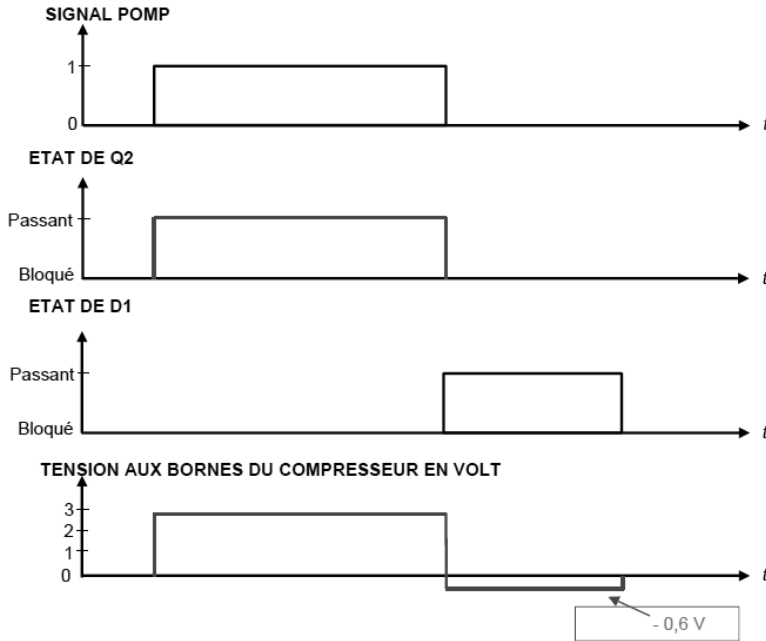 SIGNAL POMP
1
0
t
ETAT DE Q2
Passant
Bloqué
t
ETAT DE D1
Passant
Bloqué
t
TENSION AUX BORNES DU COMPRESSEUR EN VOLT
3
2
1
0
t
- 0,6 V